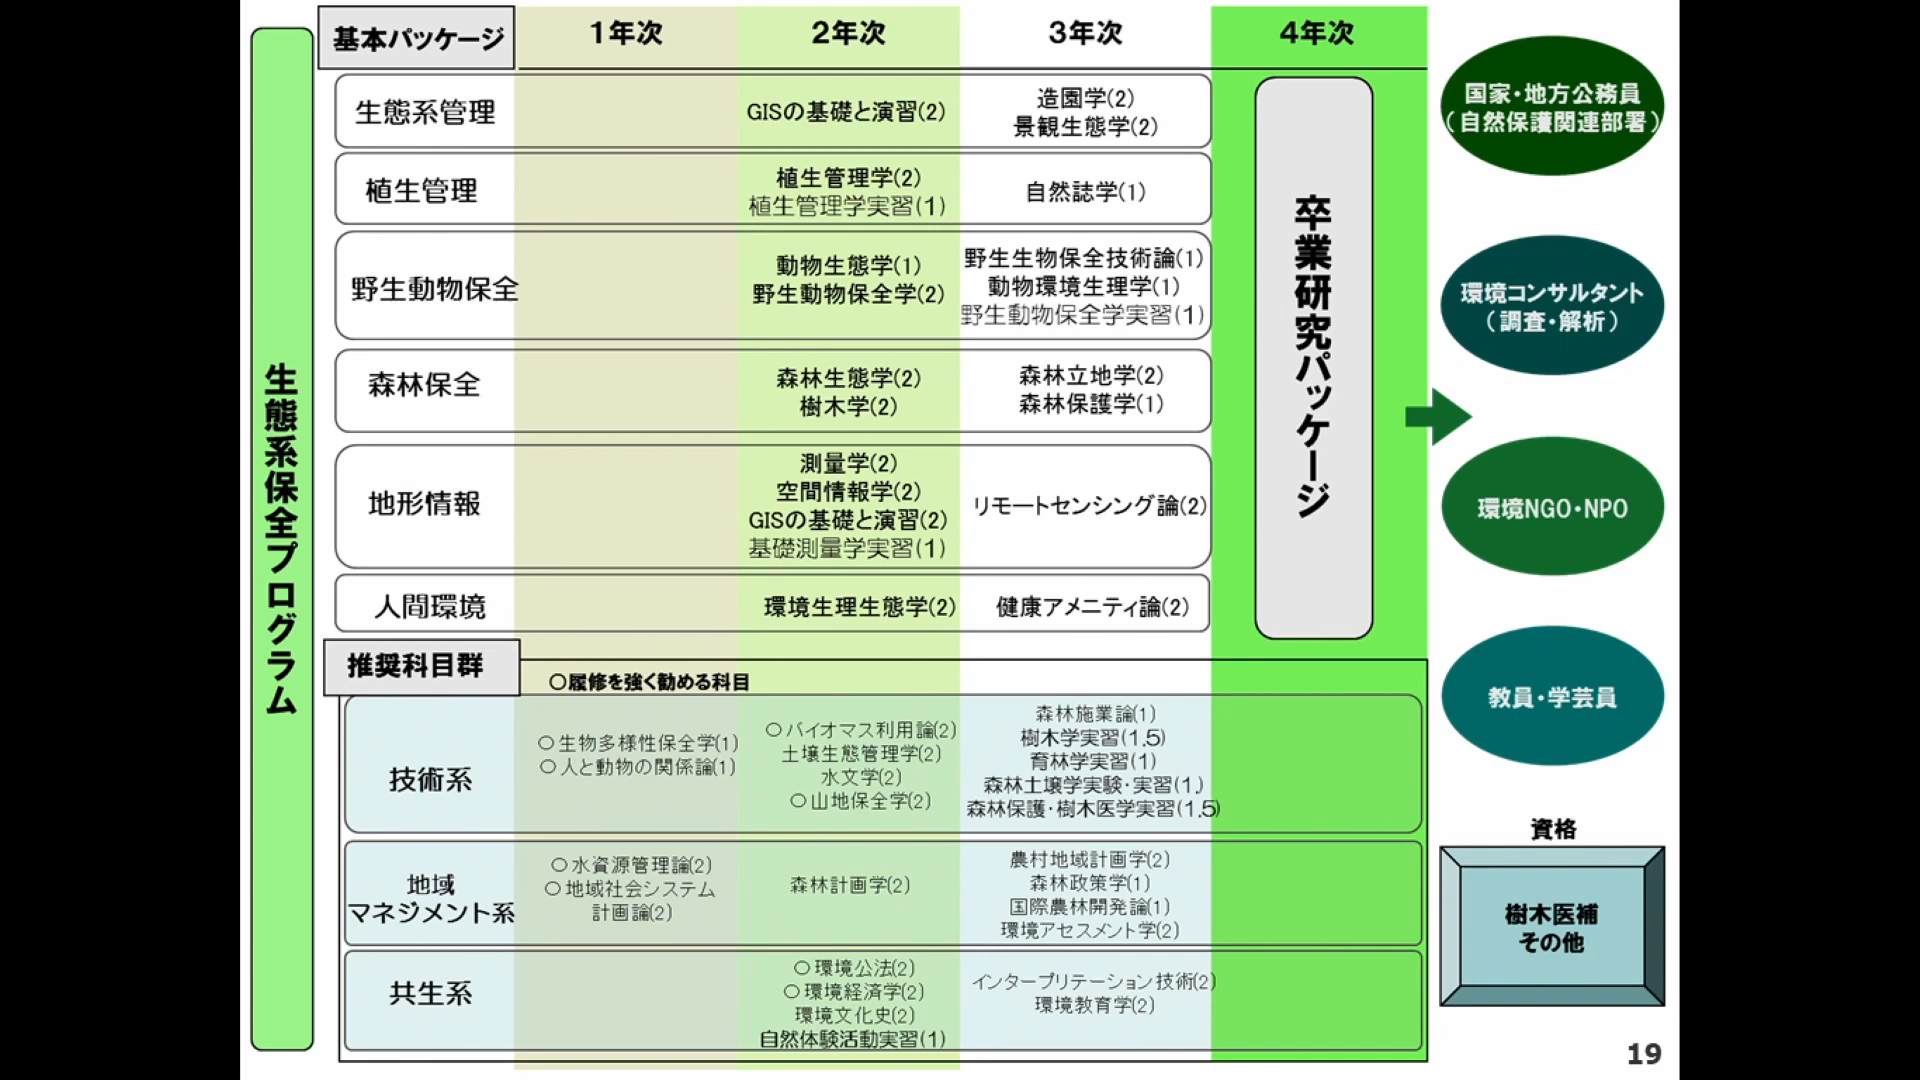 生態系保全プログラム
基本パッケージ
1年次
2年次
3年次
4年次
生態系管理
GISの基礎と演習(2)
造園学(2)
景観生態学(2)
植生管理
植生管理学(2)
植生管理学実習(1)
自然誌学(1)
野生動物保全
動物生態学(1)
野生動物保全学(2)
野生生物保全技術論(1)
動物環境生理学(1)
野生動物保全学実習(1)
森林保全
森林生態学(2)
樹木学(2)
森林立地学(2)
森林保護学(1)
地形情報
測量学(2)
空間情報学(2)
GISの基礎と演習(2)
基礎測量学実習(1)
リモートセンシング論(2)
人間環境
環境生理生態学(2)
健康アメニティ論(2)
卒業研究パッケージ
推奨科目群
○履修を強く勧める科目
技術系
○生物多様性保全学(1)
○人と動物の関係論(1)
○バイオマス利用論(2)
土壌生態管理学(2)
水文学(2)
○山地保全学(2)
森林施業論(1)
樹木学実習(1.5)
育林学実習(1)
森林土壌学実験・実習(1.)
森林保護・樹木医学実習(1.5)
地域
マネジメント系
○水資源管理論(2)
○地域社会システム
計画論(2)
森林計画学(2)
農村地域計画学(2)
森林政策学(1)
国際農林開発論(1)
環境アセスメント学(2)
共生系
○環境公法(2)
○環境経済学(2)
環境文化史(2)
自然体験活動実習(1)
インタープリテーション技術(2)
環境教育学(2)
国家・地方公務員
(自然保護関連部署)
環境コンサルタント
(調査・解析)
環境NGO・NPO
教員・学芸員
資格
樹木医補
その他
19